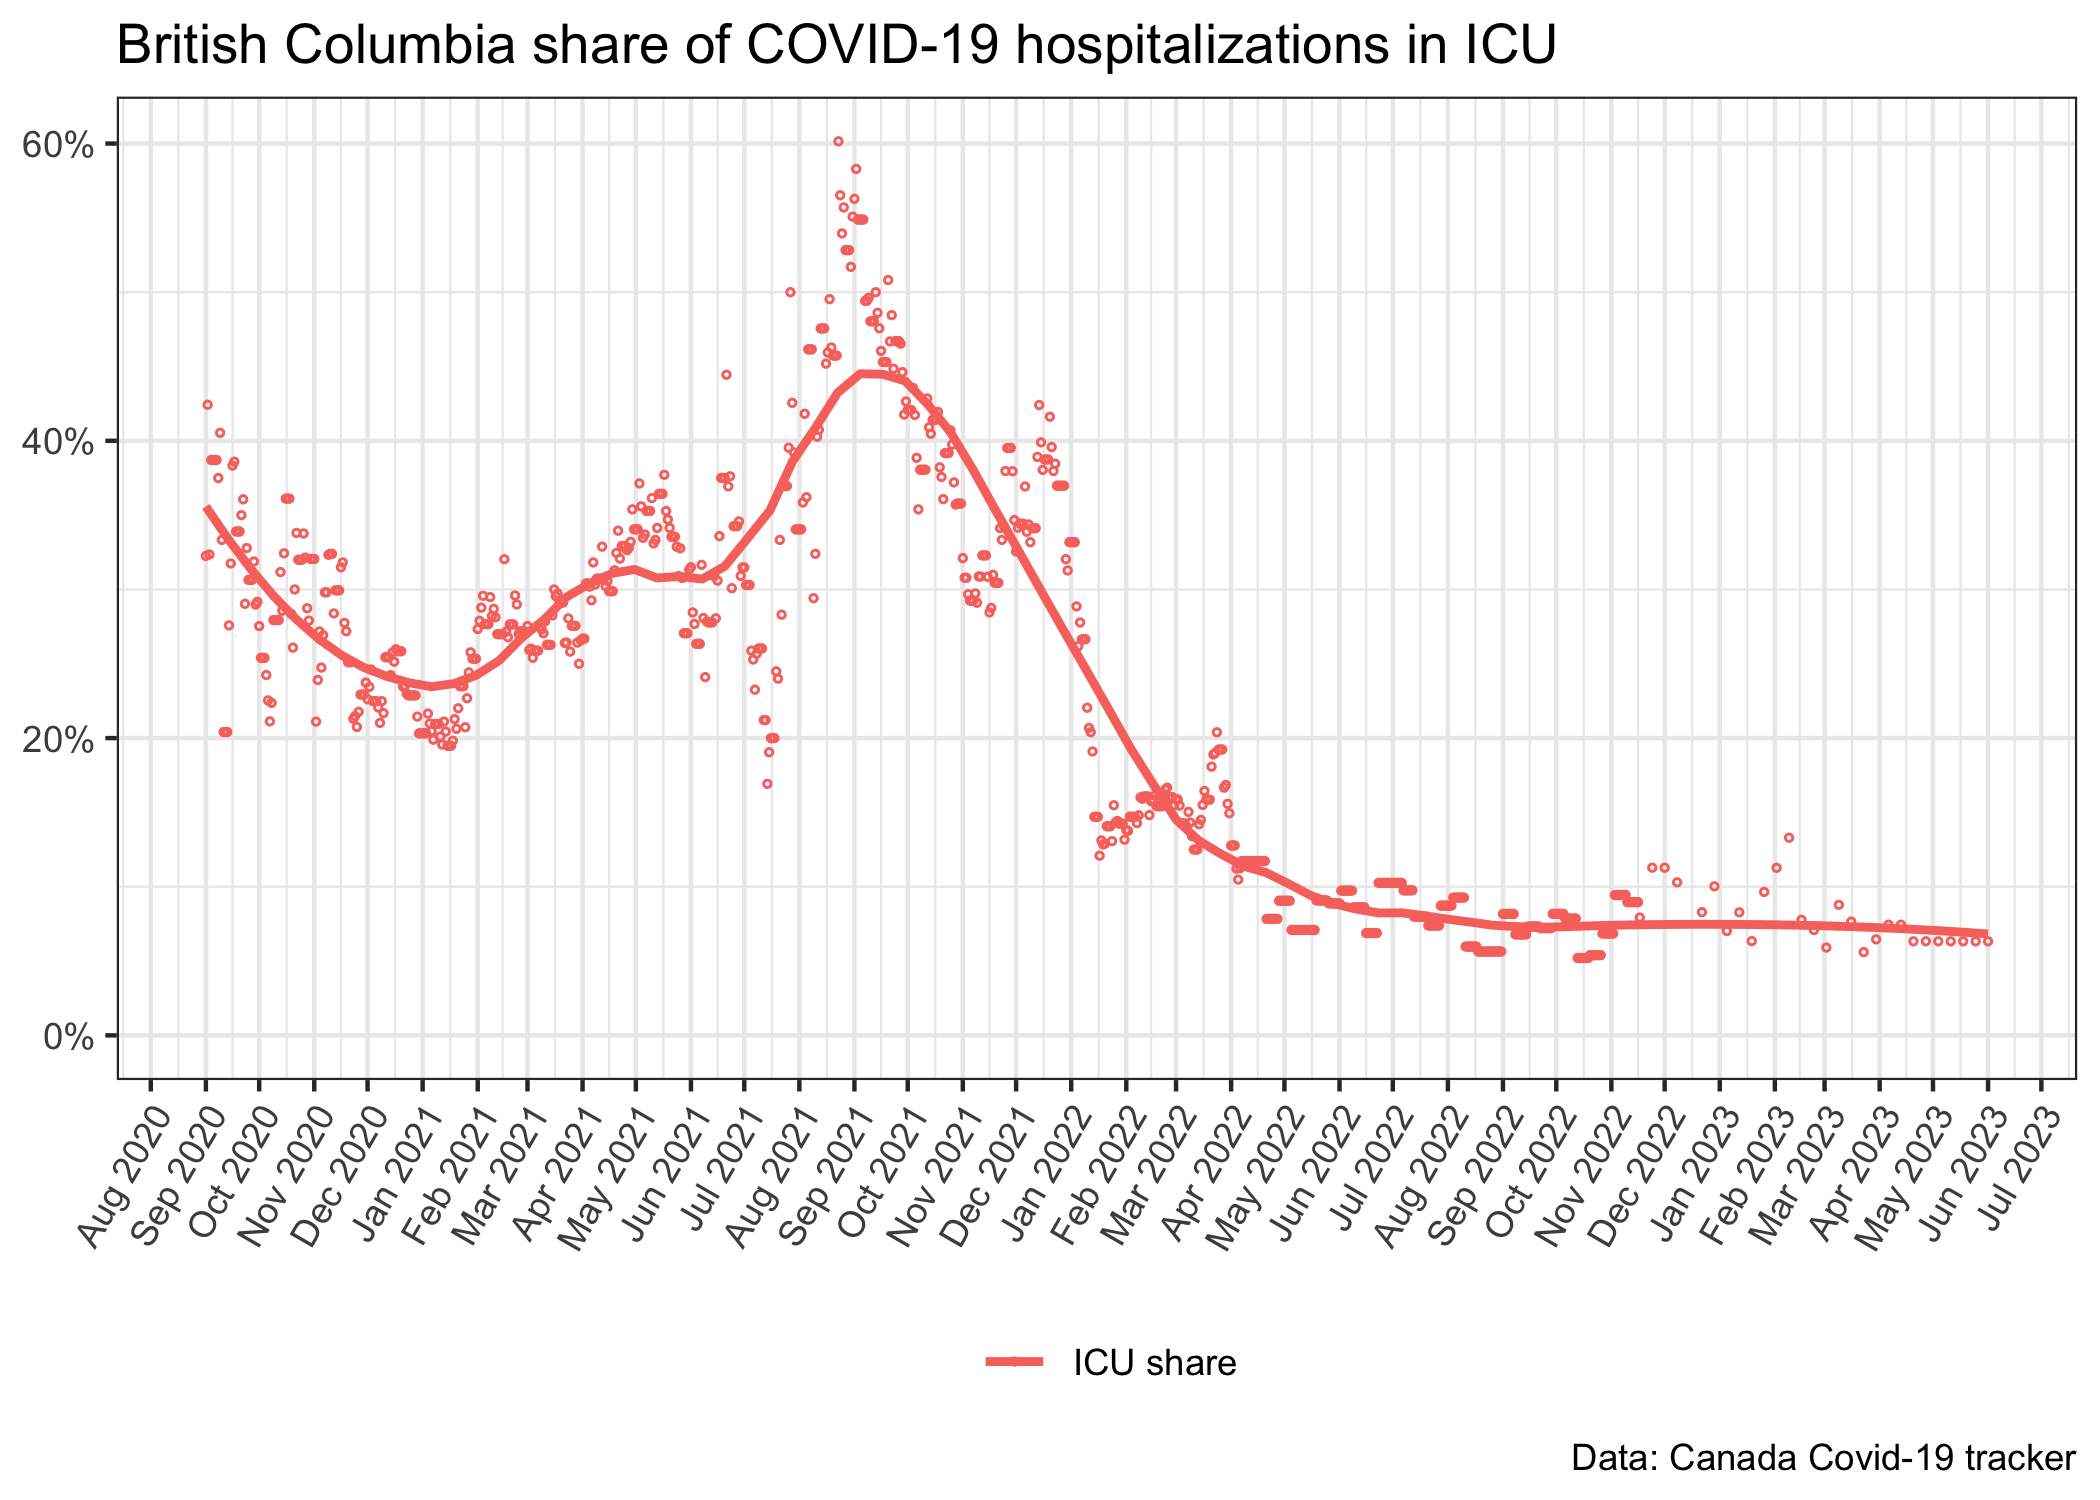 British Columbia share of COVID-19 hospitalizations in ICU
60%
40%
20%
0%
Aug 2020
Sep 2020
Oct 2020
Nov 2020
Dec 2020
Jan 2021
Feb 2021
Mar 2021
Apr 2021
May 2021
Jun 2021
Jul 2021
Aug 2021
Sep 2021
Oct 2021
Nov 2021
Dec 2021
Jan 2022
Feb 2022
Mar 2022
Apr 2022
May 2022
Jun 2022
Jul 2022
Aug 2022
Sep 2022
Oct 2022
Nov 2022
Dec 2022
Jan 2023
Feb 2023
Mar 2023
Apr 2023
May 2023
Jun 2023
Jul 2023
ICU share
Data: Canada Covid-19 tracker